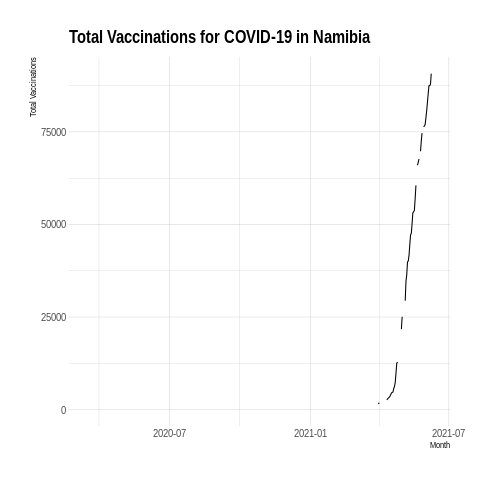 Total Vaccinations for COVID-19 in Namibia
Total Vaccinations
75000
50000
25000
0
2020-07
2021-01
2021-07
Month